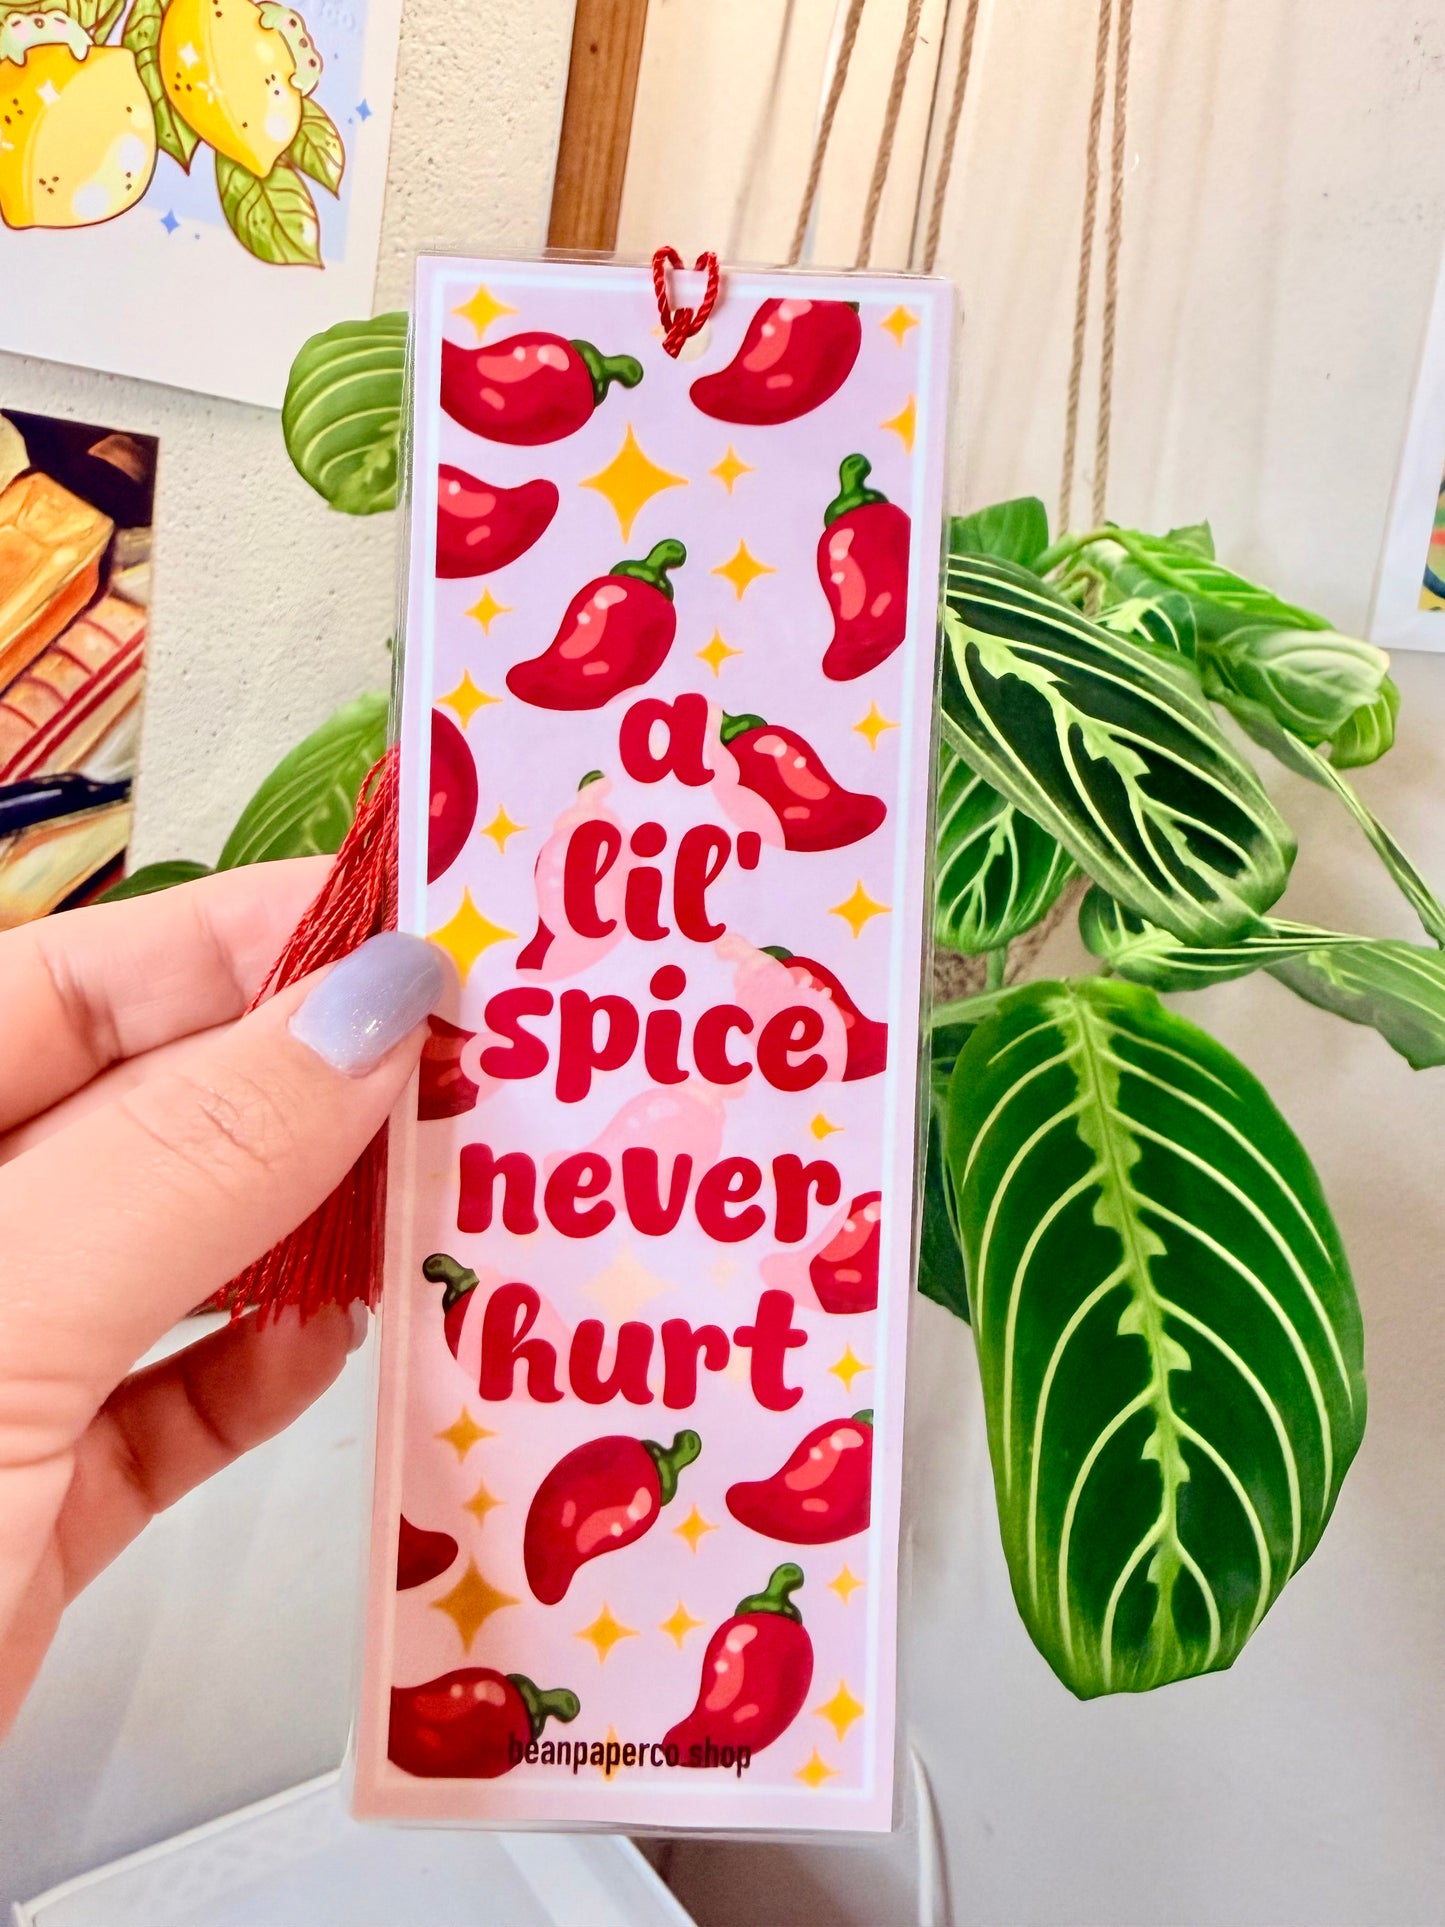 a
lil'
spice
never
hurt
beanpaperco.shop